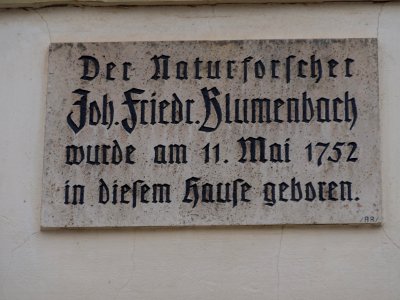 Der Naturforscher
Joh. Friedr. Blumenbach
wurde am 11. Mai 1752
in diesem Hause geboren.